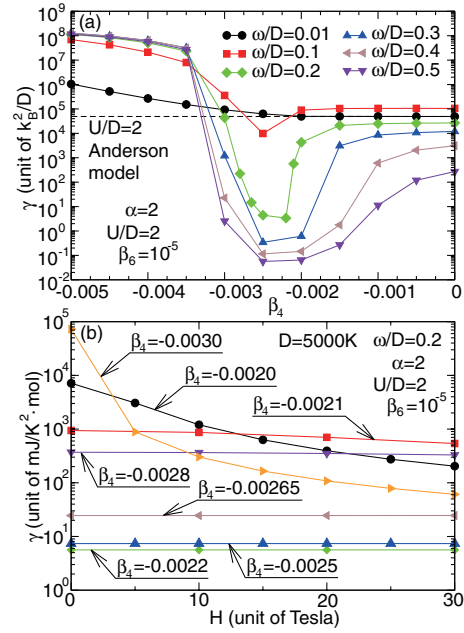 (a)
ω/D=0.01 ω/D=0.3
ω/D=0.1 ω/D=0.4
ω/D=0.2 ω/D=0.5
γ (unit of k_B^2/D)
10^8
10^7
10^6
10^5
10^4
10^3
10^2
10^1
10^0
10^-1
10^-2
U/D=2
Anderson
model
α=2
U/D=2
β_6=10^-5
-0.005 -0.004 -0.003 -0.002 -0.001 0
β_4
(b)
β_4=-0.0030
D=5000K ω/D=0.2
α=2
U/D=2
β_6=10^-5
β_4=-0.0020
β_4=-0.0021
β_4=-0.0028
β_4=-0.00265
β_4=-0.0022
β_4=-0.0025
γ (unit of mJ/K^2·mol)
10^5
10^4
10^3
10^2
10^1
10^0
0 10 20 30
H (unit of Tesla)